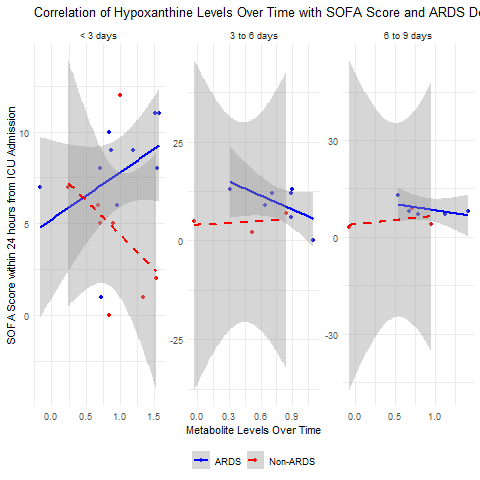 Correlation of Hypoxanthine Levels Over Time with SOFA Score and ARDS De
< 3 days
3 to 6 days
6 to 9 days
SOFA Score within 24 hours from ICU Admission
10
5
0
25
0
-25
30
0
-30
0.0 0.5 1.0 1.5
0.0 0.3 0.6 0.9
0.0 0.5 1.0
Metabolite Levels Over Time
ARDS
Non-ARDS